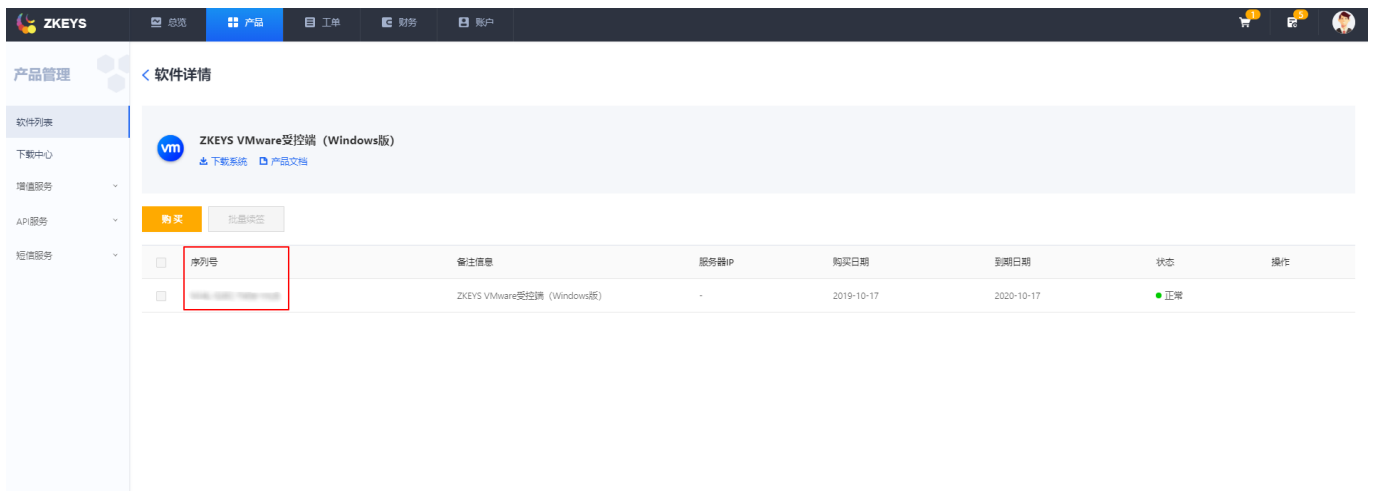 ZKEYS 总览 产品 工单 财务 账户 1 5
产品管理
软件详情
软件列表
下载中心
增值服务
API服务
短信服务
vm
ZKEYS VMware受控端（Windows版）
下载系统 产品文档
购买 批量续签
序列号 备注信息 服务器IP 购买日期 到期日期 状态 操作
ZKEYS VMware受控端（Windows版） - 2019-10-17 2020-10-17 正常